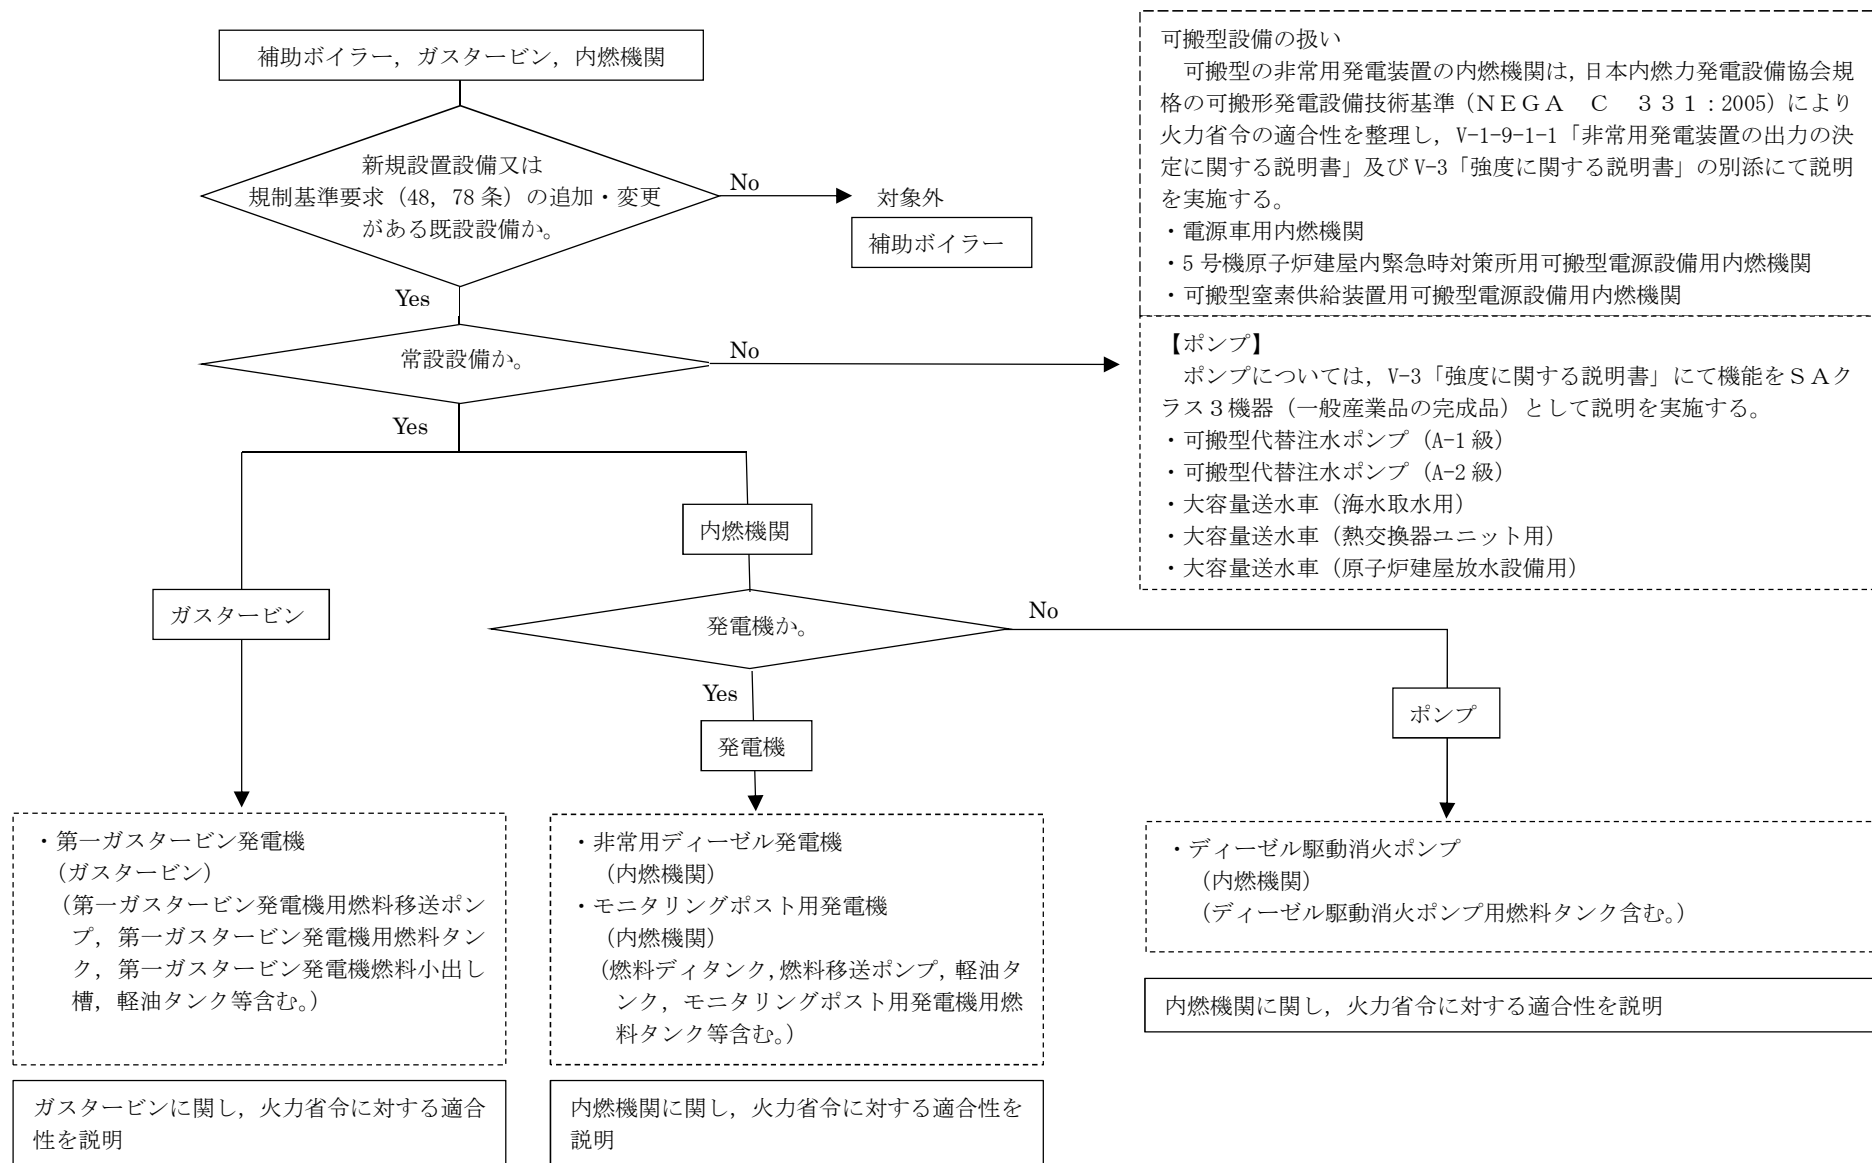 補助ボイラー，ガスタービン，内燃機関
新規設置設備又は
規制基準要求（48，78 条）の追加・変更
がある既設設備か。
No
対象外
補助ボイラー
Yes
常設設備か。
No
Yes
可搬型設備の扱い
可搬型の非常用発電装置の内燃機関は，日本内燃力発電設備協会規
格の可搬形発電設備技術基準（ＮＥＧＡ　Ｃ　３３１：2005）により
火力省令の適合性を整理し，V-1-9-1-1「非常用発電装置の出力の決
定に関する説明書」及び V-3「強度に関する説明書」の別添にて説明
を実施する。
・電源車用内燃機関
・5 号機原子炉建屋内緊急時対策所用可搬型電源設備用内燃機関
・可搬型窒素供給装置用可搬型電源設備用内燃機関
【ポンプ】
ポンプについては，V-3「強度に関する説明書」にて機能をＳＡク
ラス３機器（一般産業品の完成品）として説明を実施する。
・可搬型代替注水ポンプ（A-1 級）
・可搬型代替注水ポンプ（A-2 級）
・大容量送水車（海水取水用）
・大容量送水車（熱交換器ユニット用）
・大容量送水車（原子炉建屋放水設備用）
内燃機関
ガスタービン
発電機か。
No
Yes
発電機
ポンプ
・第一ガスタービン発電機
（ガスタービン）
（第一ガスタービン発電機用燃料移送ポン
プ，第一ガスタービン発電機用燃料タン
ク，第一ガスタービン発電機燃料小出し
槽，軽油タンク等含む。）
ガスタービンに関し，火力省令に対する適合
性を説明
・非常用ディーゼル発電機
（内燃機関）
・モニタリングポスト用発電機
（内燃機関）
（燃料ディタンク，燃料移送ポンプ，軽油タ
ンク，モニタリングポスト用発電機用燃
料タンク等含む。）
内燃機関に関し，火力省令に対する適合性を
説明
・ディーゼル駆動消火ポンプ
（内燃機関）
（ディーゼル駆動消火ポンプ用燃料タンク含む。）
内燃機関に関し，火力省令に対する適合性を説明